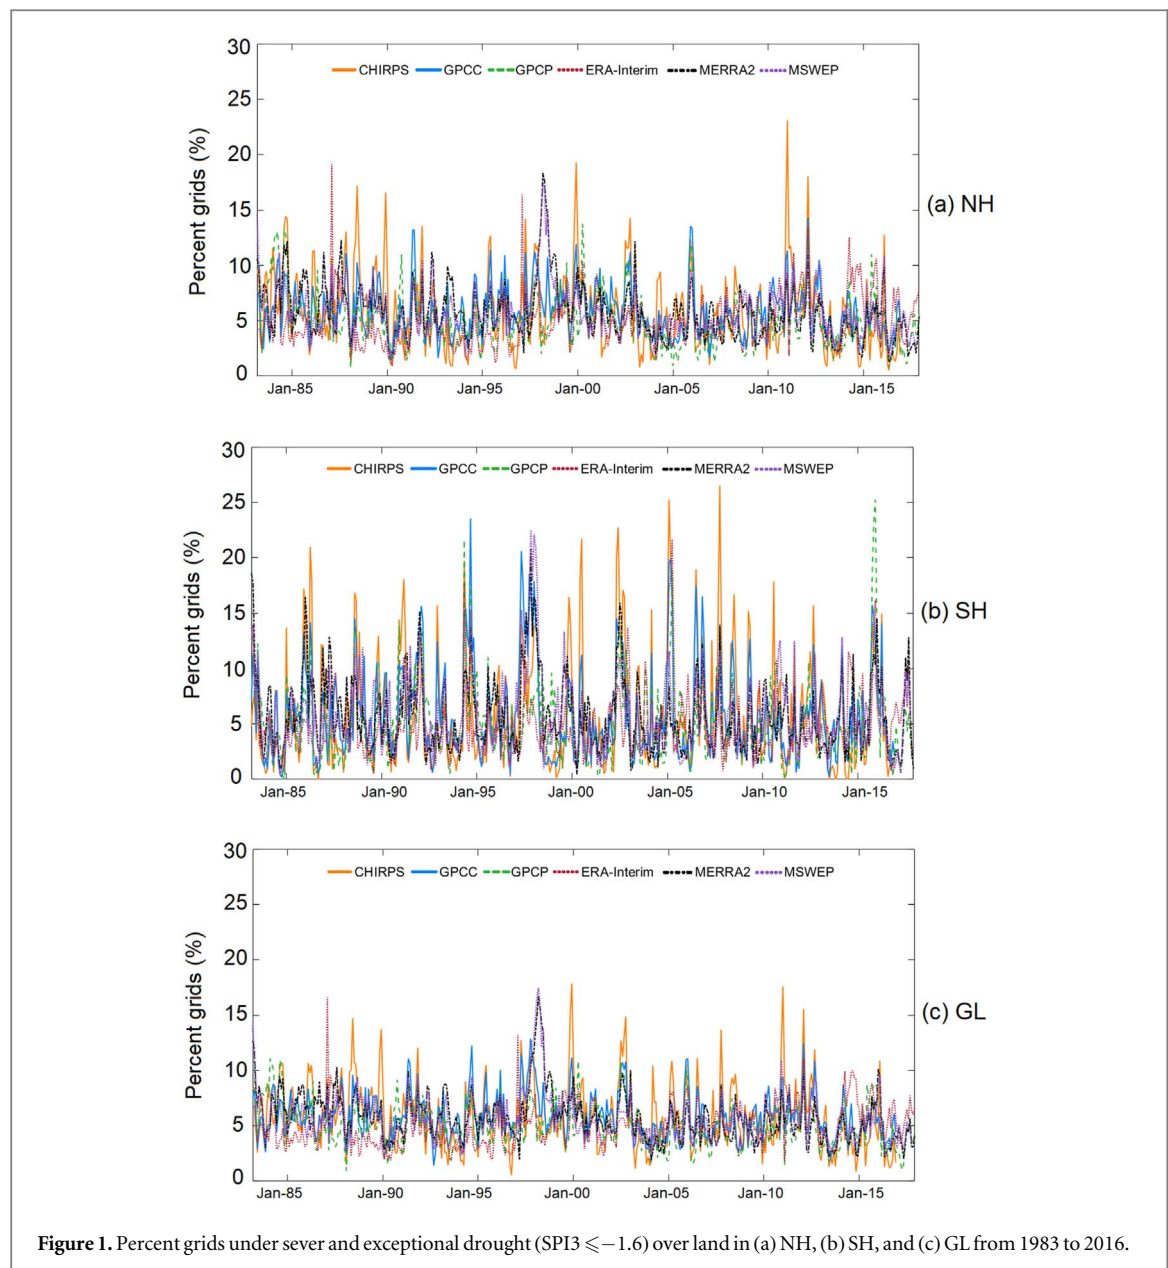 30
CHIRPS GPCC GPCP ERA-Interim MERRA2 MSWEP
25
20
15
10
5
0
Percent grids (%)
(a) NH
Jan-85 Jan-90 Jan-95 Jan-00 Jan-05 Jan-10 Jan-15
30
CHIRPS GPCC GPCP ERA-Interim MERRA2 MSWEP
25
20
15
10
5
0
Percent grids (%)
(b) SH
Jan-85 Jan-90 Jan-95 Jan-00 Jan-05 Jan-10 Jan-15
30
CHIRPS GPCC GPCP ERA-Interim MERRA2 MSWEP
25
20
15
10
5
0
Percent grids (%)
(c) GL
Jan-85 Jan-90 Jan-95 Jan-00 Jan-05 Jan-10 Jan-15
Figure 1. Percent grids under sever and exceptional drought (SPI3 ⩽−1.6) over land in (a) NH, (b) SH, and (c) GL from 1983 to 2016.